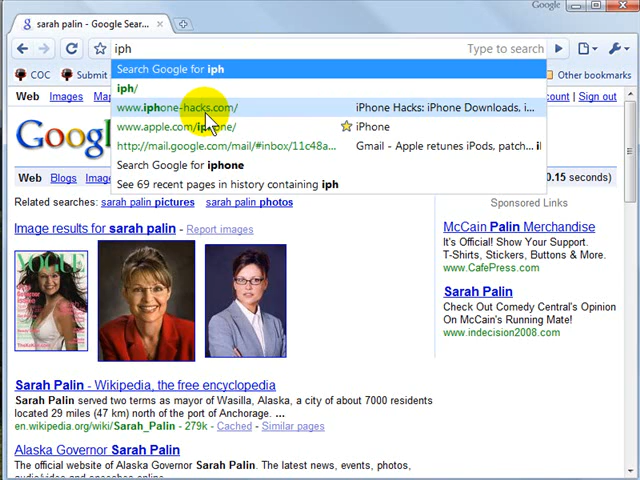 Google
sarah palin - Google Sear...
iph
Type to search
Search Google for iph
iph/
www.iphone-hacks.com/ iPhone Hacks: iPhone Downloads, i...
www.apple.com/iphone/ iPhone
http://mail.google.com/mail/#inbox/11c48a... Gmail - Apple retunes iPods, patch...
Search Google for iphone
See 69 recent pages in history containing iph
COC Submit Other bookmarks
Web Images
Goog
Web Blogs 0.15 seconds)
Related searches: sarah palin pictures sarah palin photos
Image results for sarah palin - Report images
VOGUE
Sarah Palin - Wikipedia, the free encyclopedia
Sarah Palin served two terms as mayor of Wasilla, Alaska, a city of about 7000 residents
located 29 miles (47 km) north of the port of Anchorage. ...
en.wikipedia.org/wiki/Sarah_Palin - 279k - Cached - Similar pages
Alaska Governor Sarah Palin
The official website of Alaska Governor Sarah Palin. The latest news, events, photos,
Sponsored Links
McCain Palin Merchandise
It's Official! Show Your Support.
T-Shirts, Stickers, Buttons & More.
www.CafePress.com
Sarah Palin
Check Out Comedy Central's Opinion
On McCain's Running Mate!
www.indecision2008.com